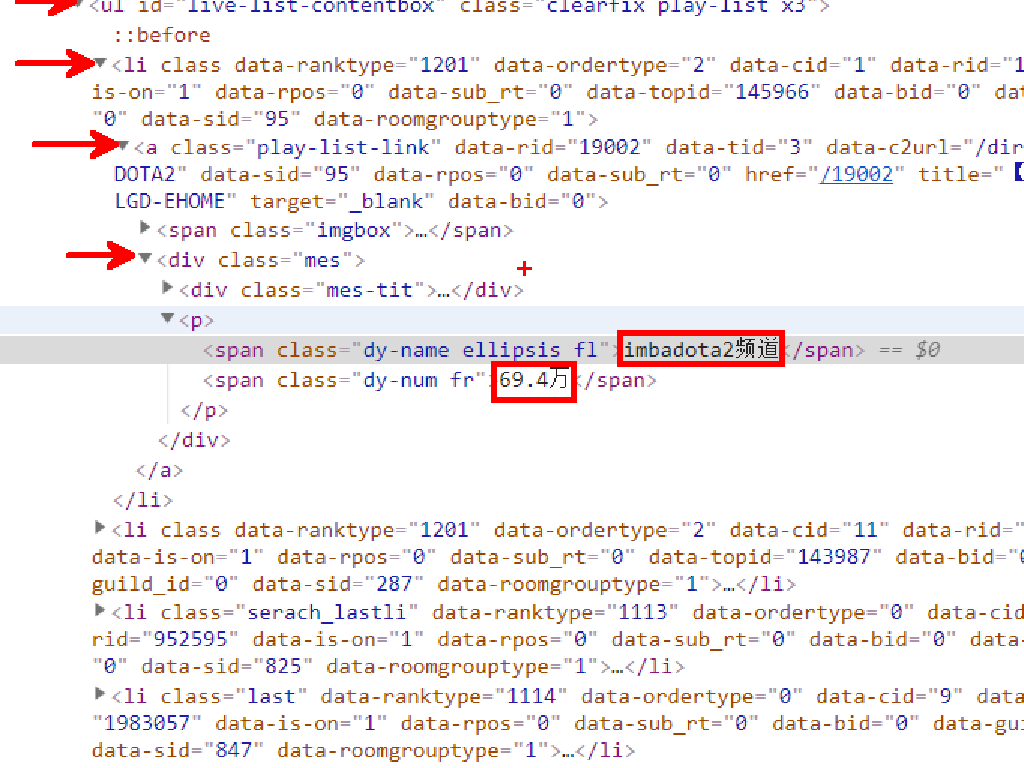 <ul id="live-list-contentbox" class="clearfix play-list x3">
::before
<li class data-ranktype="1201" data-ordertype="2" data-cid="1" data-rid="1
is-on="1" data-rpos="0" data-sub_rt="0" data-topid="145966" data-bid="0" dat
"0" data-sid="95" data-roomgrouptype="1">
<a class="play-list-link" data-rid="19002" data-tid="3" data-c2url="/dir
DOTA2" data-sid="95" data-rpos="0" data-sub_rt="0" href="/19002" title="
LGD-EHOME" target="_blank" data-bid="0">
<span class="imgbox">…</span>
<div class="mes">
<div class="mes-tit">…</div>
<p>
<span class="dy-name ellipsis fl">imbadota2频道</span> == $0
<span class="dy-num fr">69.4万</span>
</p>
</div>
</a>
</li>
<li class data-ranktype="1201" data-ordertype="2" data-cid="11" data-rid="
data-is-on="1" data-rpos="0" data-sub_rt="0" data-topid="143987" data-bid="0
guild_id="0" data-sid="287" data-roomgrouptype="1">…</li>
<li class="serach_lastli" data-ranktype="1113" data-ordertype="0" data-cid
rid="952595" data-is-on="1" data-rpos="0" data-sub_rt="0" data-bid="0" data-
"0" data-sid="825" data-roomgrouptype="1">…</li>
<li class="last" data-ranktype="1114" data-ordertype="0" data-cid="9" data
"1983057" data-is-on="1" data-rpos="0" data-sub_rt="0" data-bid="0" data-gui
data-sid="847" data-roomgrouptype="1">…</li>